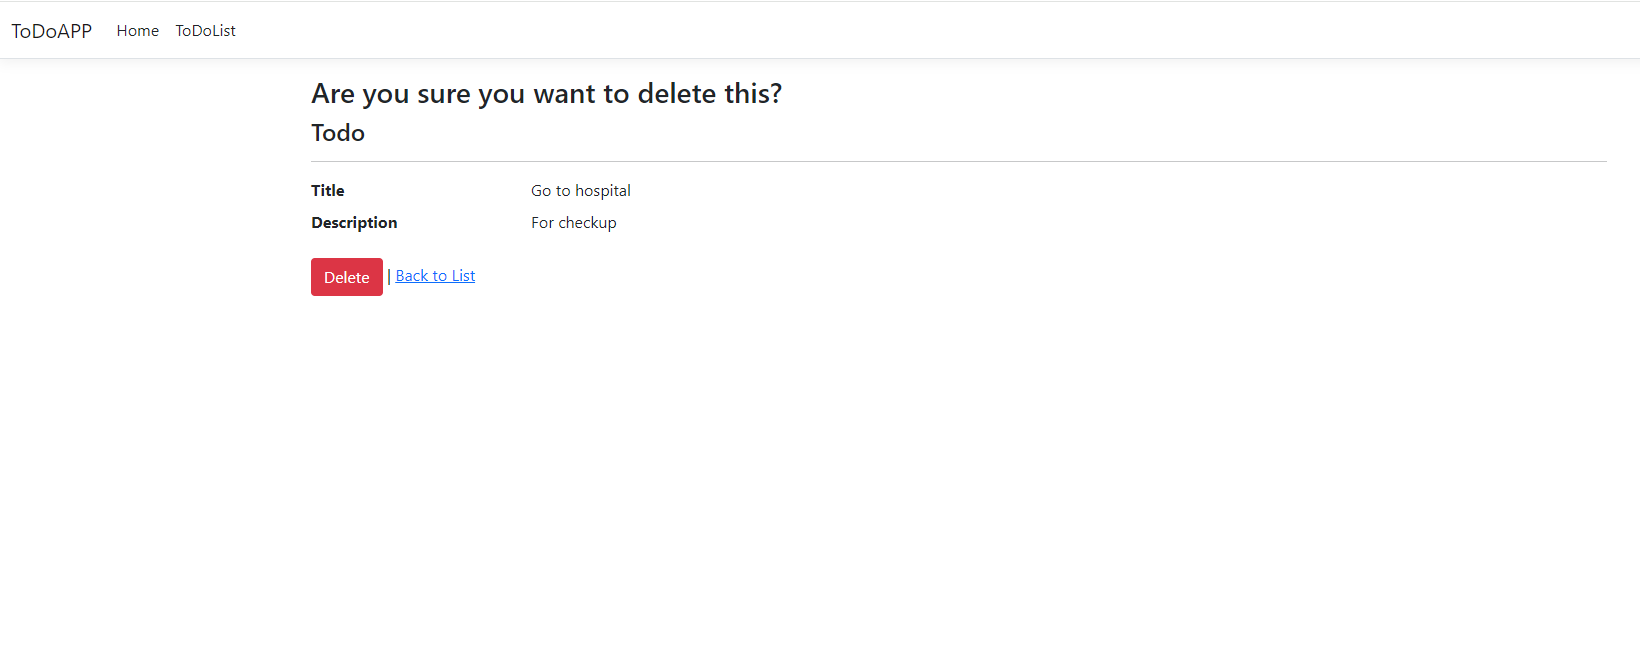 ToDoAPP Home ToDoList
Are you sure you want to delete this?
Todo
Title Go to hospital
Description For checkup
Delete | Back to List